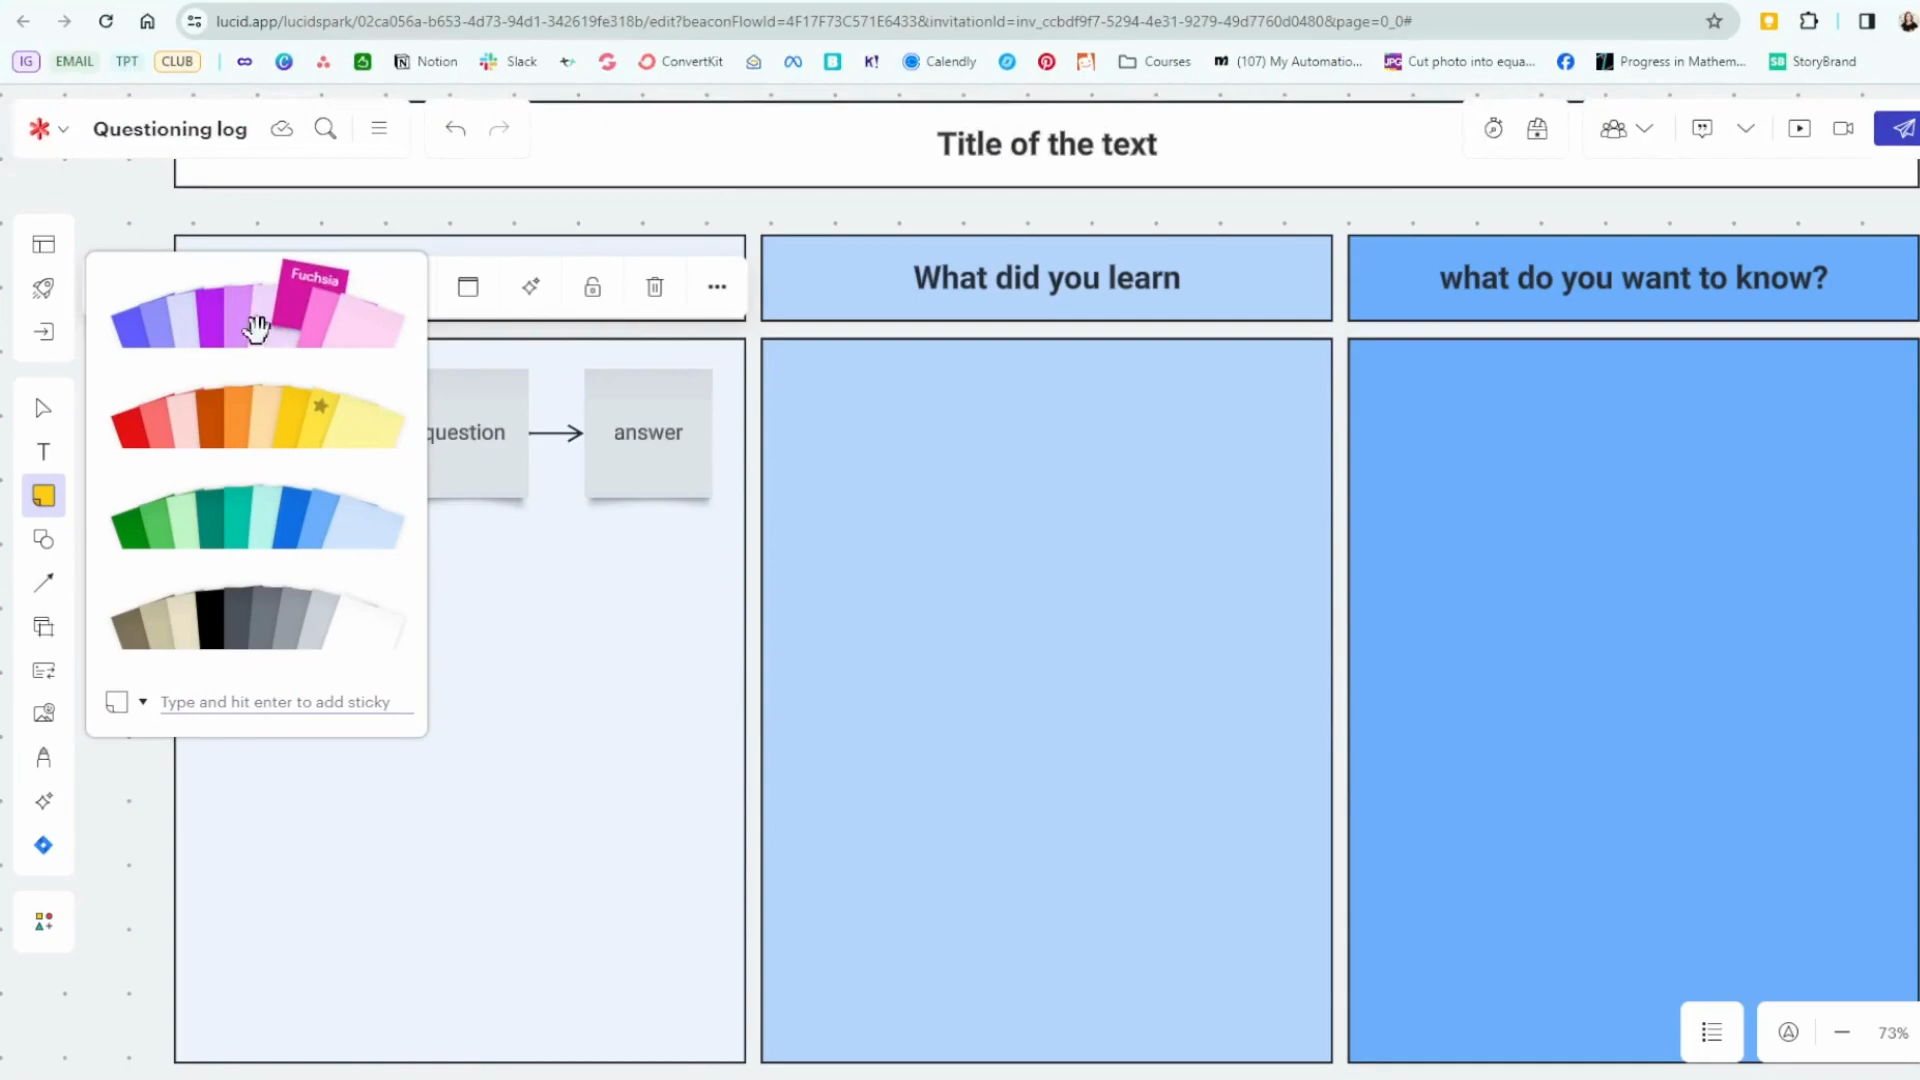 lucid.app/lucidspark/02ca056a-b653-4d73-94d1-342619fe318b/edit?beaconFlowId=4F17F73C571E6433&invitationId=inv_ccbdf9f7-5294-4e31-9279-49d7760d0480&page=0_0#
IG EMAIL TPT CLUB Notion Slack ConvertKit K! Calendly Courses m (107) My Automatio... JPG Cut photo into equa... Progress in Mathem... SB StoryBrand
Questioning log
Title of the text
Fuchsia
What did you learn
what do you want to know?
question
answer
Type and hit enter to add sticky
73%